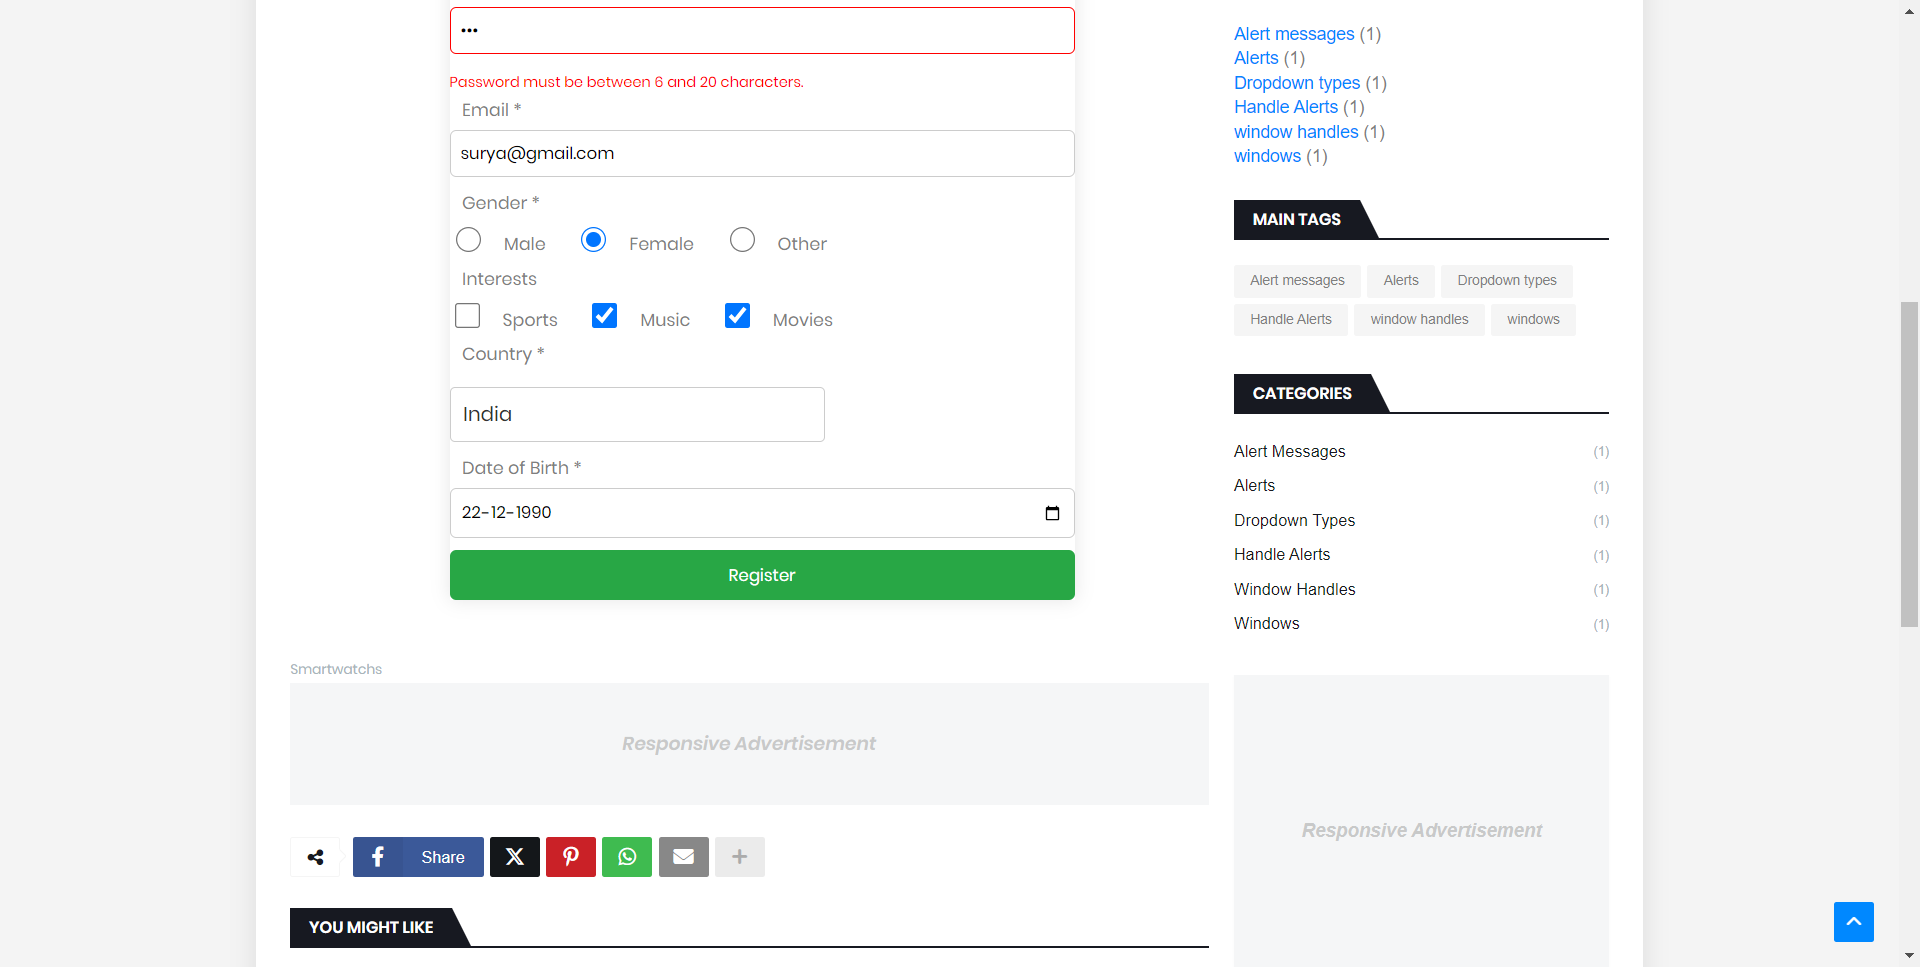 •••
Password must be between 6 and 20 characters.
Email *
surya@gmail.com
Gender *
Male Female Other
Interests
Sports Music Movies
Country *
India
Date of Birth *
22-12-1990
Register
Smartwatchs
Responsive Advertisement
Share
YOU MIGHT LIKE
Alert messages (1)
Alerts (1)
Dropdown types (1)
Handle Alerts (1)
window handles (1)
windows (1)
MAIN TAGS
Alert messages Alerts Dropdown types
Handle Alerts window handles windows
CATEGORIES
Alert Messages (1)
Alerts (1)
Dropdown Types (1)
Handle Alerts (1)
Window Handles (1)
Windows (1)
Responsive Advertisement